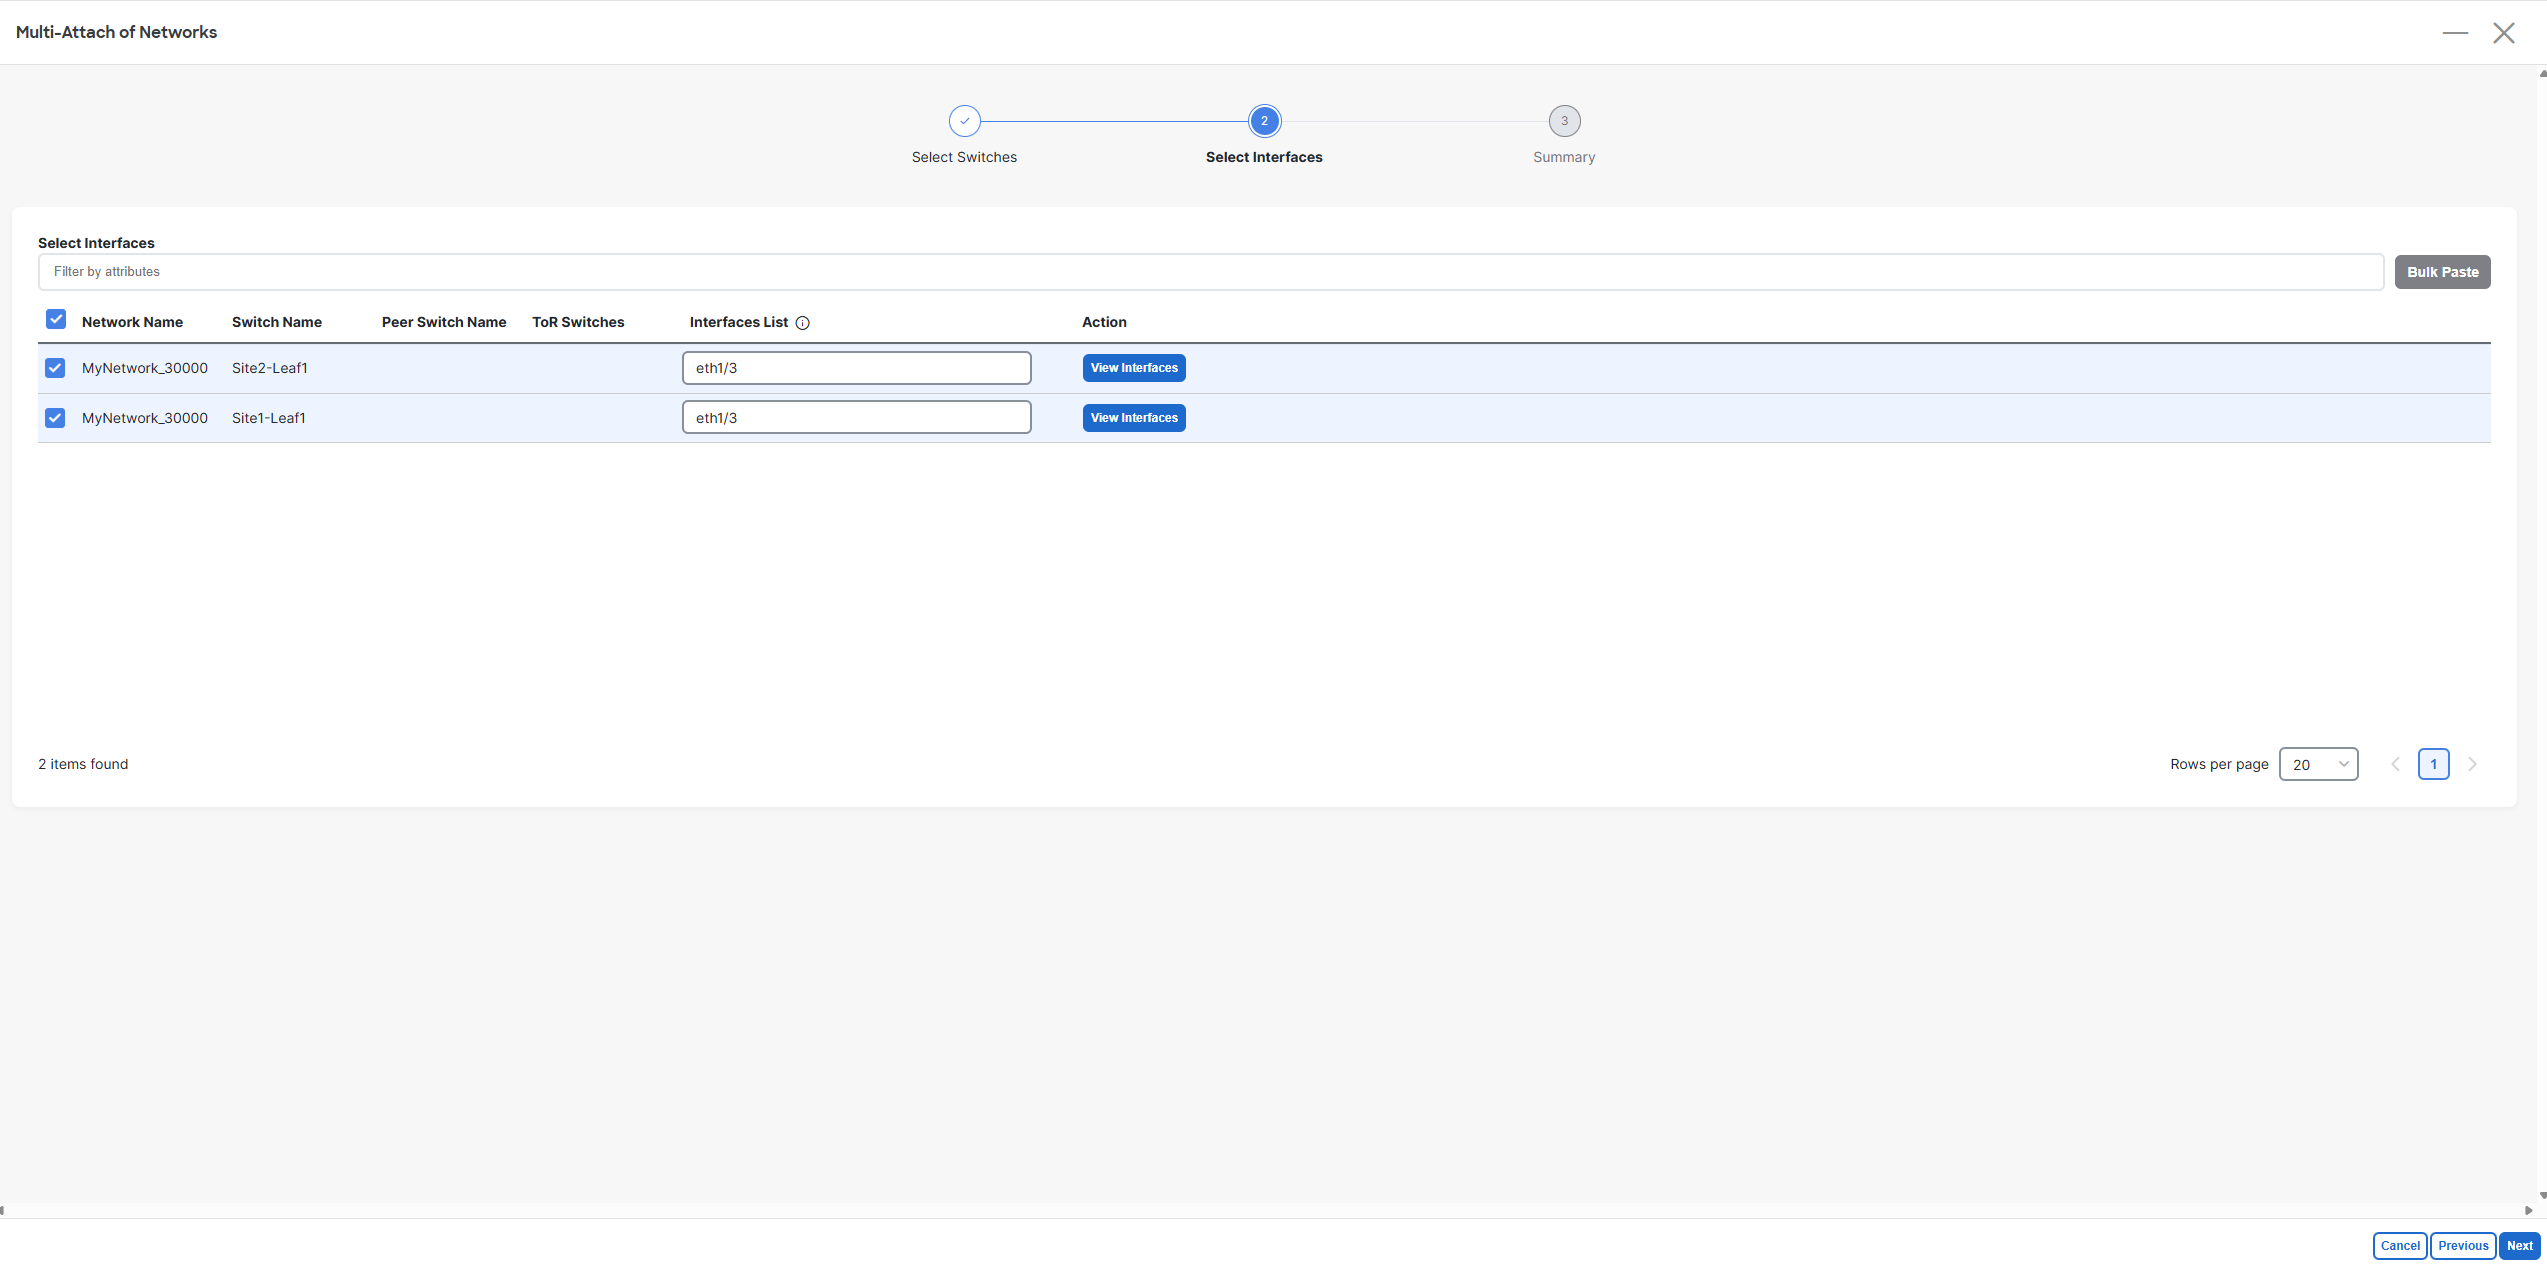 Multi-Attach of Networks
2
3
Select Switches
Select Interfaces
Summary
Select Interfaces
Filter by attributes
Bulk Paste
Network Name Switch Name Peer Switch Name ToR Switches Interfaces List Action
MyNetwork_30000 Site2-Leaf1 eth1/3 View Interfaces
MyNetwork_30000 Site1-Leaf1 eth1/3 View Interfaces
2 items found
Rows per page 20 1
Cancel Previous Next